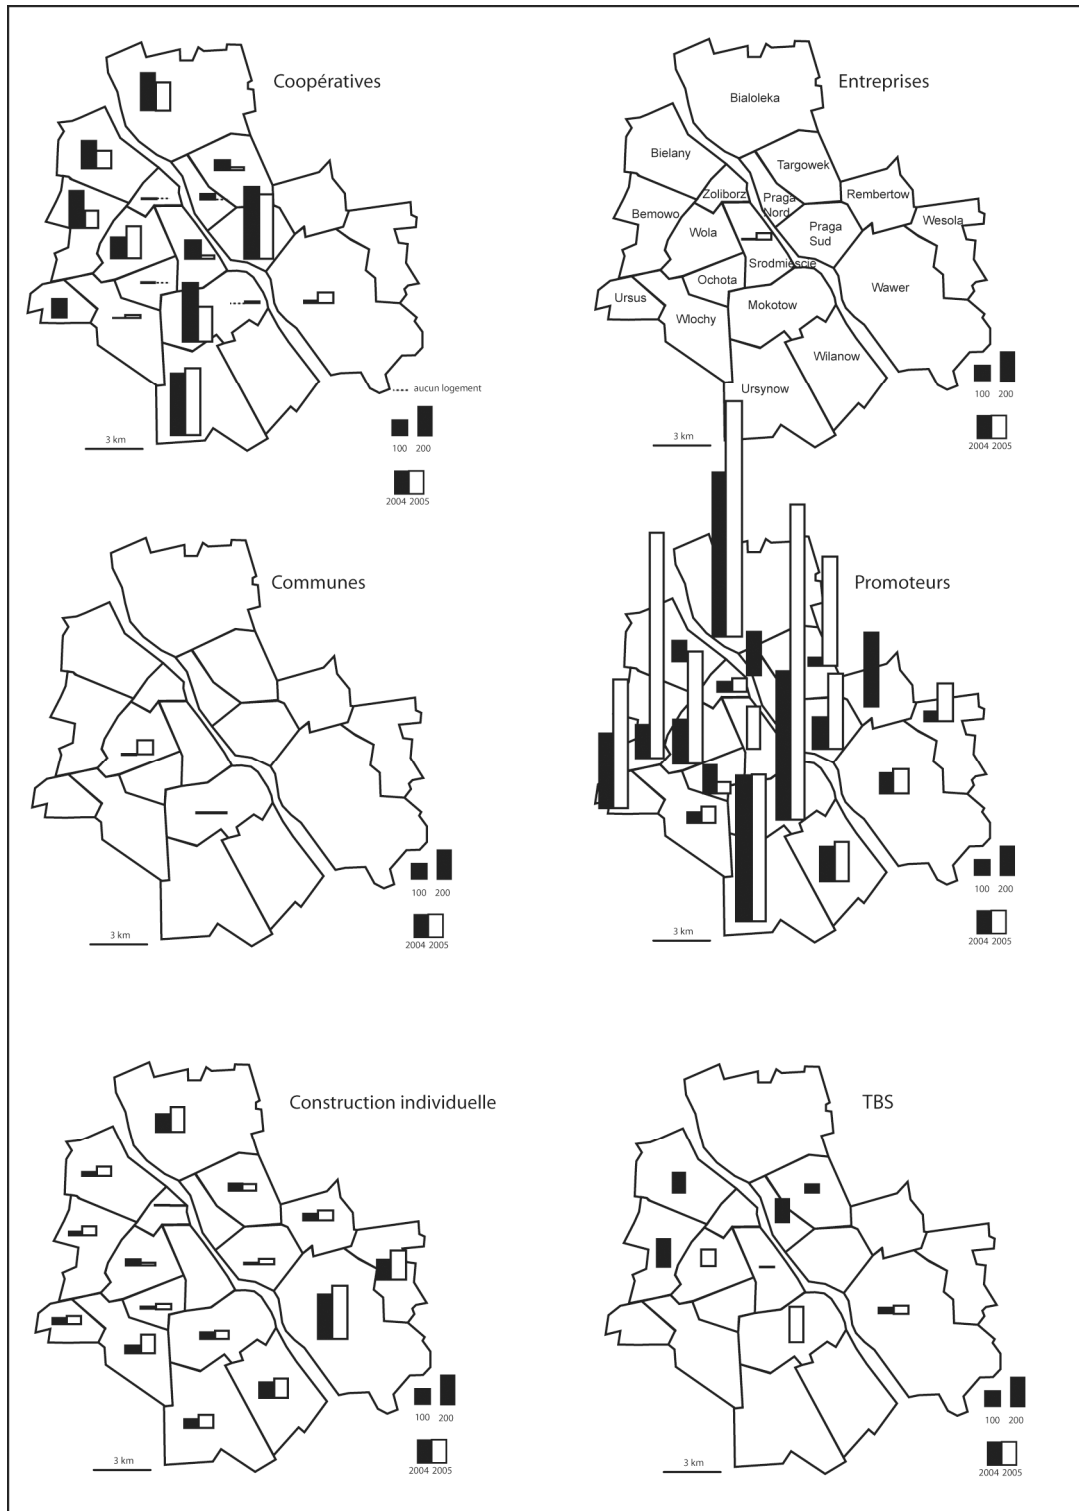 Coopératives
aucun logement
3 km
100 200
2004 2005
Entreprises
Bialoleka
Bielany
Targowek
Zoliborz
Praga
Nord
Rembertow
Bemowo
Wesola
Wola
Praga
Sud
Srodmiescie
Ochota
Wawer
Ursus
Mokotow
Wlochy
Wilanow
Ursynow
3 km
100 200
2004 2005
Communes
3 km
100 200
2004 2005
Promoteurs
3 km
100 200
2004 2005
Construction individuelle
3 km
100 200
2004 2005
TBS
3 km
100 200
2004 2005